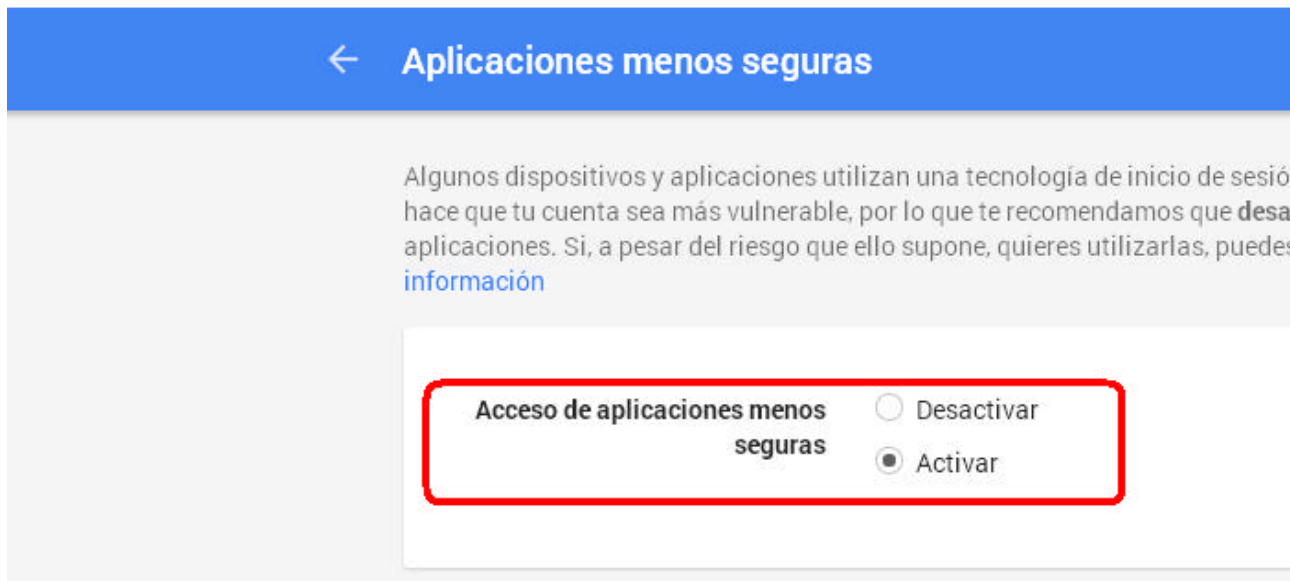 Aplicaciones menos seguras
Algunos dispositivos y aplicaciones utilizan una tecnología de inicio de sesió
hace que tu cuenta sea más vulnerable, por lo que te recomendamos que desa
aplicaciones. Si, a pesar del riesgo que ello supone, quieres utilizarlas, puedes
información
Acceso de aplicaciones menos
seguras
Desactivar
Activar